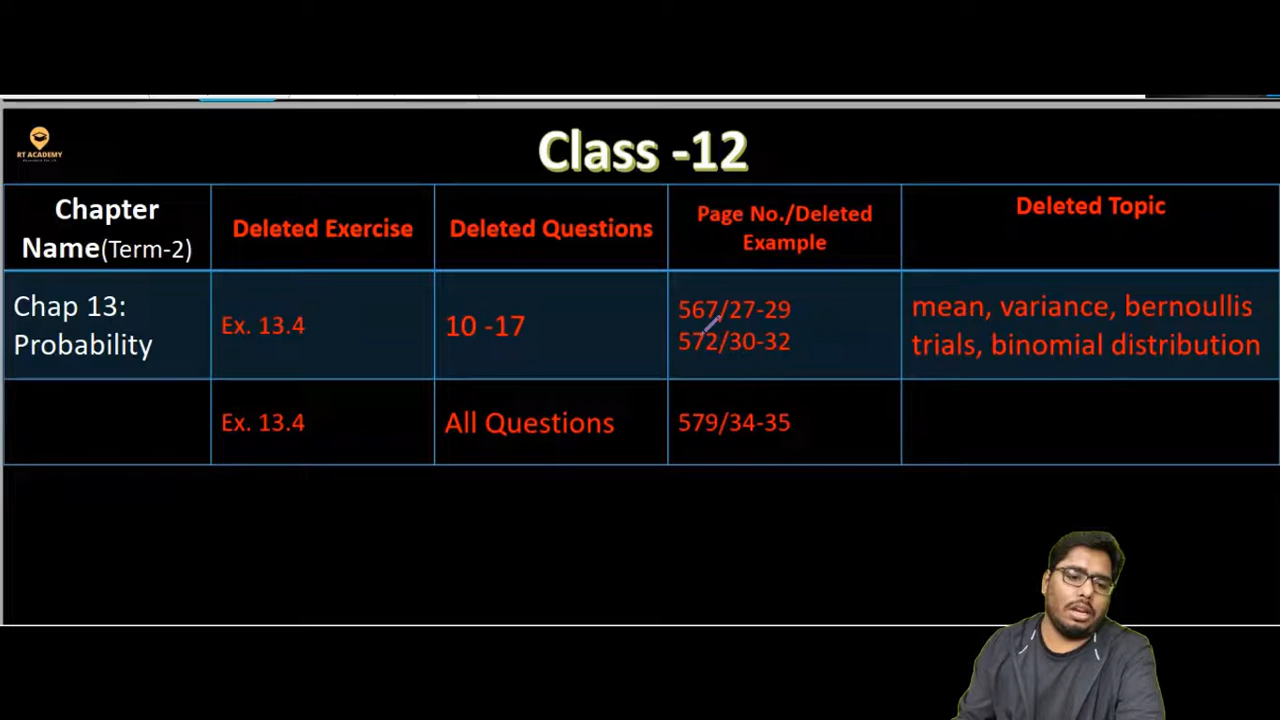 Class -12
RT ACADEMY
Chapter
Name(Term-2)
Deleted Exercise
Deleted Questions
Page No./Deleted
Example
Deleted Topic
Chap 13:
Probability
Ex. 13.4
10 -17
567/27-29
572/30-32
mean, variance, bernoullis
trials, binomial distribution
Ex. 13.4
All Questions
579/34-35